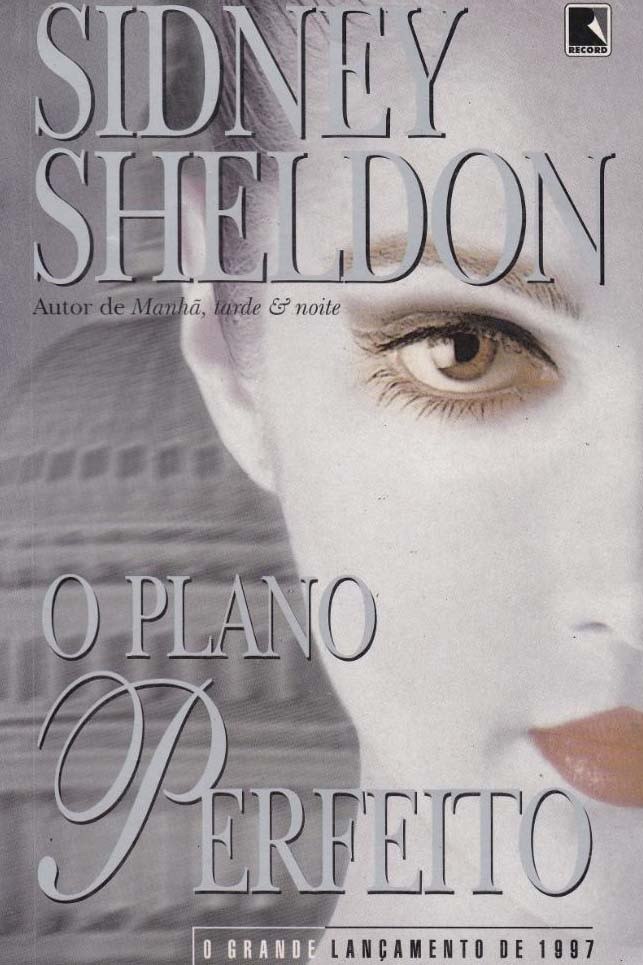 SIDNEY
RECORD
SHELDON
Autor de Manhã, tarde & noite
O PLANO
PERFEITO
O GRANDE LANÇAMENTO DE 1997